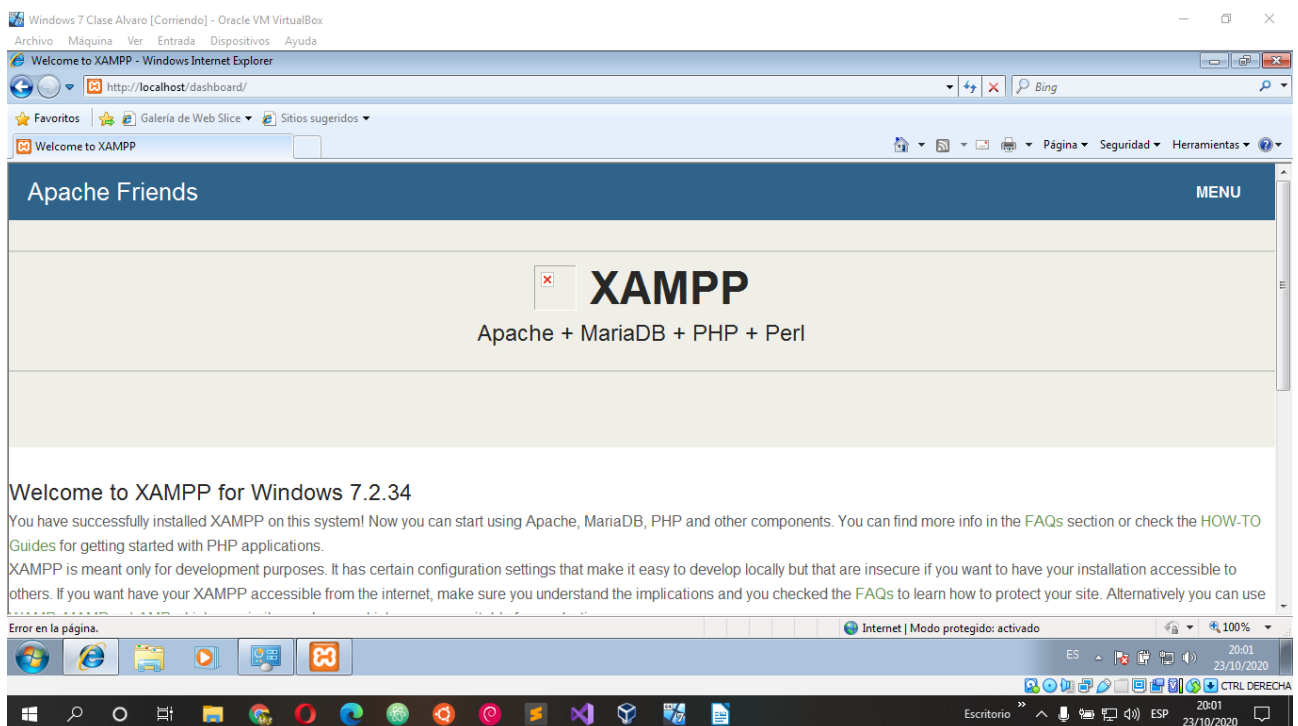 Windows 7 Clase Alvaro [Corriendo] - Oracle VM VirtualBox
Archivo Máquina Ver Entrada Dispositivos Ayuda
Welcome to XAMPP - Windows Internet Explorer
http://localhost/dashboard/
Bing
Favoritos Galería de Web Slice Sitios sugeridos
Welcome to XAMPP
Página Seguridad Herramientas
Apache Friends
MENU
XAMPP
Apache + MariaDB + PHP + Perl
Welcome to XAMPP for Windows 7.2.34
You have successfully installed XAMPP on this system! Now you can start using Apache, MariaDB, PHP and other components. You can find more info in the FAQs section or check the HOW-TO
Guides for getting started with PHP applications.
XAMPP is meant only for development purposes. It has certain configuration settings that make it easy to develop locally but that are insecure if you want to have your installation accessible to
others. If you want have your XAMPP accessible from the internet, make sure you understand the implications and you checked the FAQs to learn how to protect your site. Alternatively you can use
Error en la página.
Internet | Modo protegido: activado
100%
ES
20:01
23/10/2020
CTRL DERECHA
Escritorio
ESP
20:01
23/10/2020